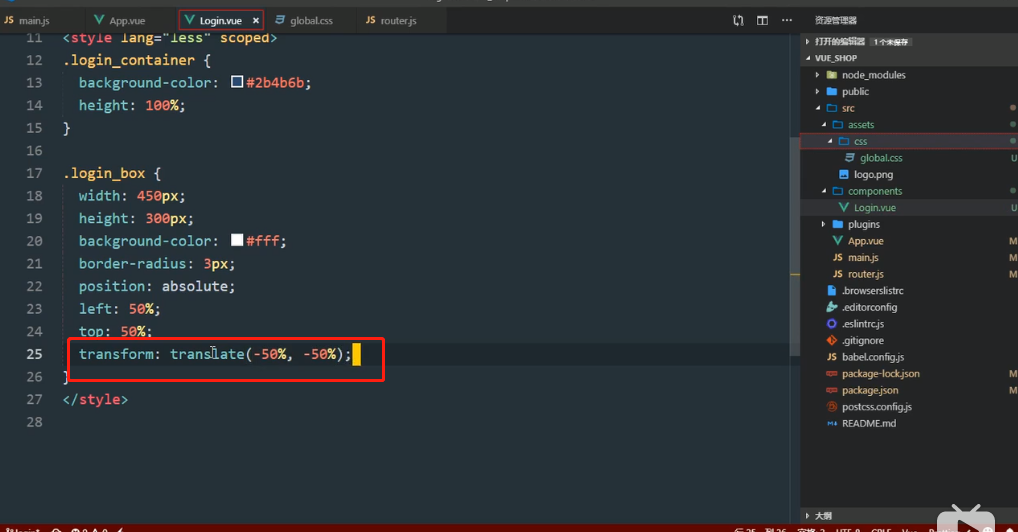 main.js
App.vue
Login.vue
global.css
router.js
资源管理器
11 <style lang="less" scoped>
12 .login_container {
13 background-color: #2b4b6b;
14 height: 100%;
15 }
16
17 .login_box {
18 width: 450px;
19 height: 300px;
20 background-color: #fff;
21 border-radius: 3px;
22 position: absolute;
23 left: 50%;
24 top: 50%;
25 transform: translate(-50%, -50%);
26 }
27 </style>
28
打开的编辑器 1 个未保存
VUE_SHOP
node_modules
public
src
assets
css
global.css U
logo.png
components
Login.vue U
plugins
App.vue M
JS main.js M
JS router.js M
.browserslistrc
.editorconfig
.eslintrc.js
.gitignore
JS babel.config.js
package-lock.json M
package.json M
postcss.config.js
README.md
大纲